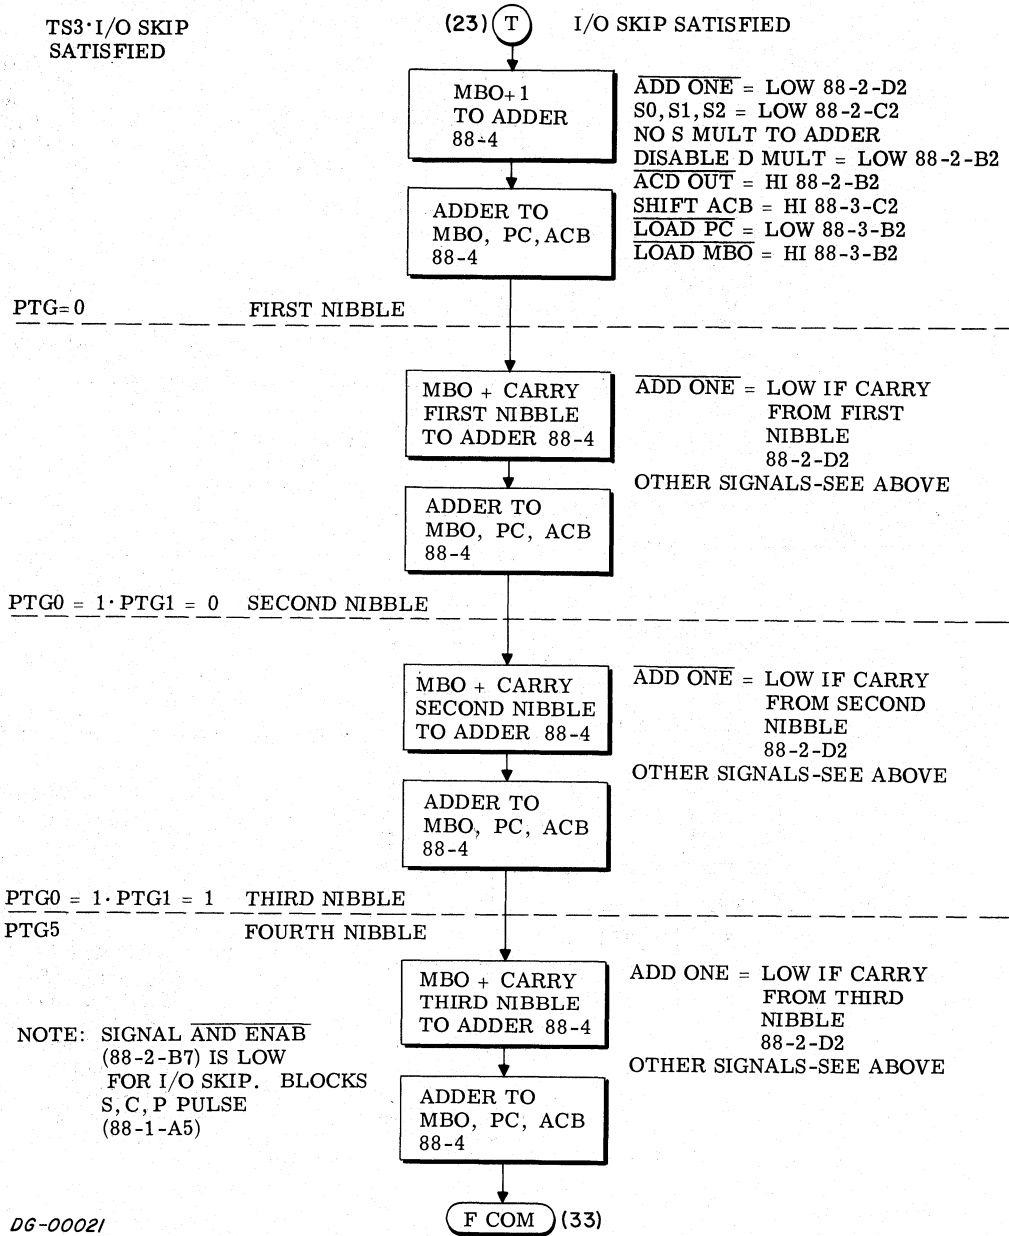 TS3·I/O SKIP
SATISFIED
(23) T I/O SKIP SATISFIED
MBO+1
TO ADDER
88-4
ADD ONE = LOW 88-2-D2
S0, S1, S2 = LOW 88-2-C2
NO S MULT TO ADDER
DISABLE D MULT = LOW 88-2-B2
ACD OUT = HI 88-2-B2
SHIFT ACB = HI 88-3-C2
LOAD PC = LOW 88-3-B2
LOAD MBO = HI 88-3-B2
ADDER TO
MBO, PC, ACB
88-4
PTG=0 FIRST NIBBLE
MBO + CARRY
FIRST NIBBLE
TO ADDER 88-4
ADD ONE = LOW IF CARRY
FROM FIRST
NIBBLE
88-2-D2
OTHER SIGNALS-SEE ABOVE
ADDER TO
MBO, PC, ACB
88-4
PTG0 = 1·PTG1 = 0 SECOND NIBBLE
MBO + CARRY
SECOND NIBBLE
TO ADDER 88-4
ADD ONE = LOW IF CARRY
FROM SECOND
NIBBLE
88-2-D2
OTHER SIGNALS-SEE ABOVE
ADDER TO
MBO, PC, ACB
88-4
PTG0 = 1·PTG1 = 1 THIRD NIBBLE
PTG5 FOURTH NIBBLE
MBO + CARRY
THIRD NIBBLE
TO ADDER 88-4
ADD ONE = LOW IF CARRY
FROM THIRD
NIBBLE
88-2-D2
OTHER SIGNALS-SEE ABOVE
NOTE: SIGNAL AND ENAB
(88-2-B7) IS LOW
FOR I/O SKIP. BLOCKS
S, C, P PULSE
(88-1-A5)
ADDER TO
MBO, PC, ACB
88-4
F COM (33)
DG-00021